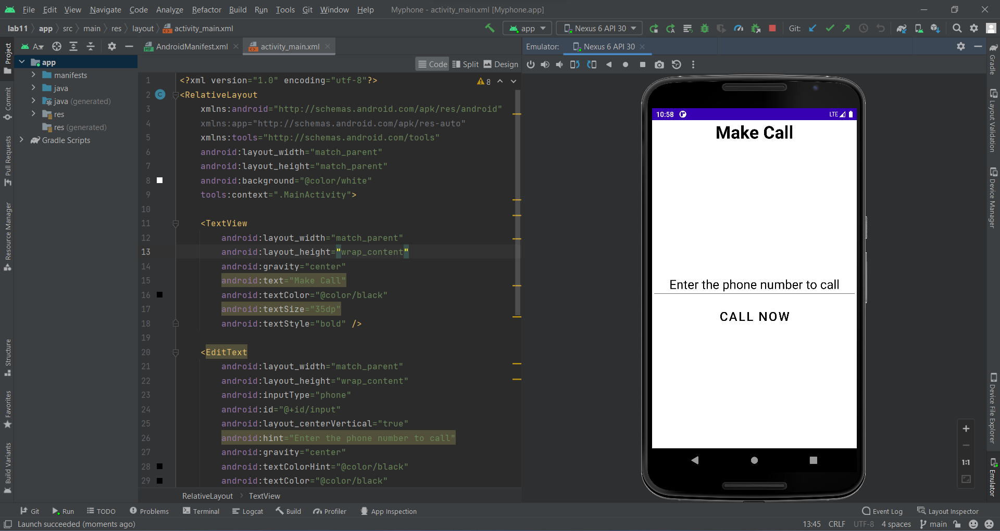 File Edit View Navigate Code Analyze Refactor Build Run Tools Git Window Help Myphone - activity_main.xml [Myphone.app]
lab11 app src main res layout activity_main.xml app Nexus 6 API 30 Git:
A.. AndroidManifest.xml activity_main.xml Emulator: Nexus 6 API 30
Code Split Design
Project
Commit
Pull Requests
Resource Manager
Structure
Favorites
Build Variants
app
manifests
java
java (generated)
res
res (generated)
Gradle Scripts
8
1 <?xml version="1.0" encoding="utf-8"?>
2 <RelativeLayout
3 xmlns:android="http://schemas.android.com/apk/res/android"
4 xmlns:app="http://schemas.android.com/apk/res-auto"
5 xmlns:tools="http://schemas.android.com/tools"
6 android:layout_width="match_parent"
7 android:layout_height="match_parent"
8 android:background="@color/white"
9 tools:context=".MainActivity">
10
11 <TextView
12 android:layout_width="match_parent"
13 android:layout_height="wrap_content"
14 android:gravity="center"
15 android:text="Make Call"
16 android:textColor="@color/black"
17 android:textSize="35dp"
18 android:textStyle="bold" />
19
20 <EditText
21 android:layout_width="match_parent"
22 android:layout_height="wrap_content"
23 android:inputType="phone"
24 android:id="@+id/input"
25 android:layout_centerVertical="true"
26 android:hint="Enter the phone number to call"
27 android:gravity="center"
28 android:textColorHint="@color/black"
29 android:textColor="@color/black"
RelativeLayout TextView
10:58 LTE
Make Call
Enter the phone number to call
CALL NOW
1:1
Gradle
Layout Validation
Device Manager
Device File Explorer
Emulator
Git Run TODO Problems Terminal Logcat Build Profiler App Inspection Event Log Layout Inspector
Launch succeeded (moments ago) 13:45 CRLF UTF-8 4 spaces main